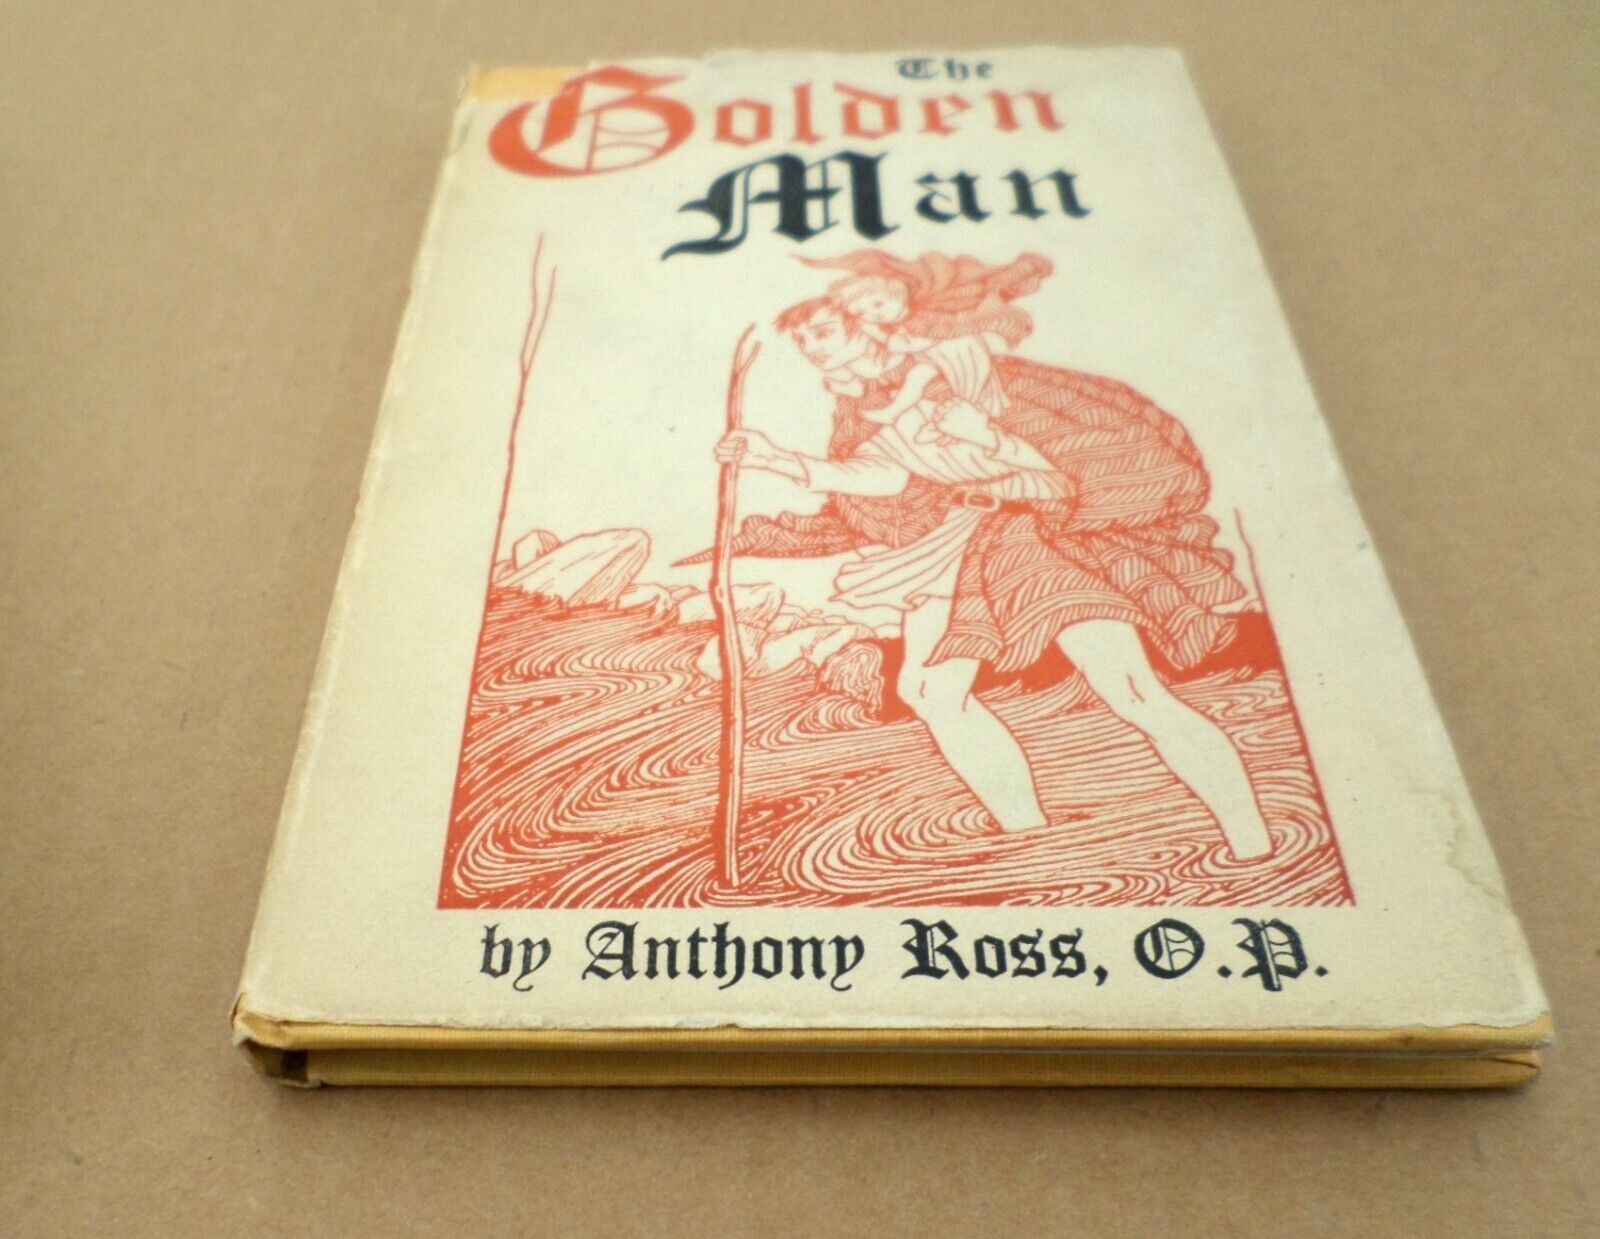 The
Golden
Man
by Anthony Ross, O.P.